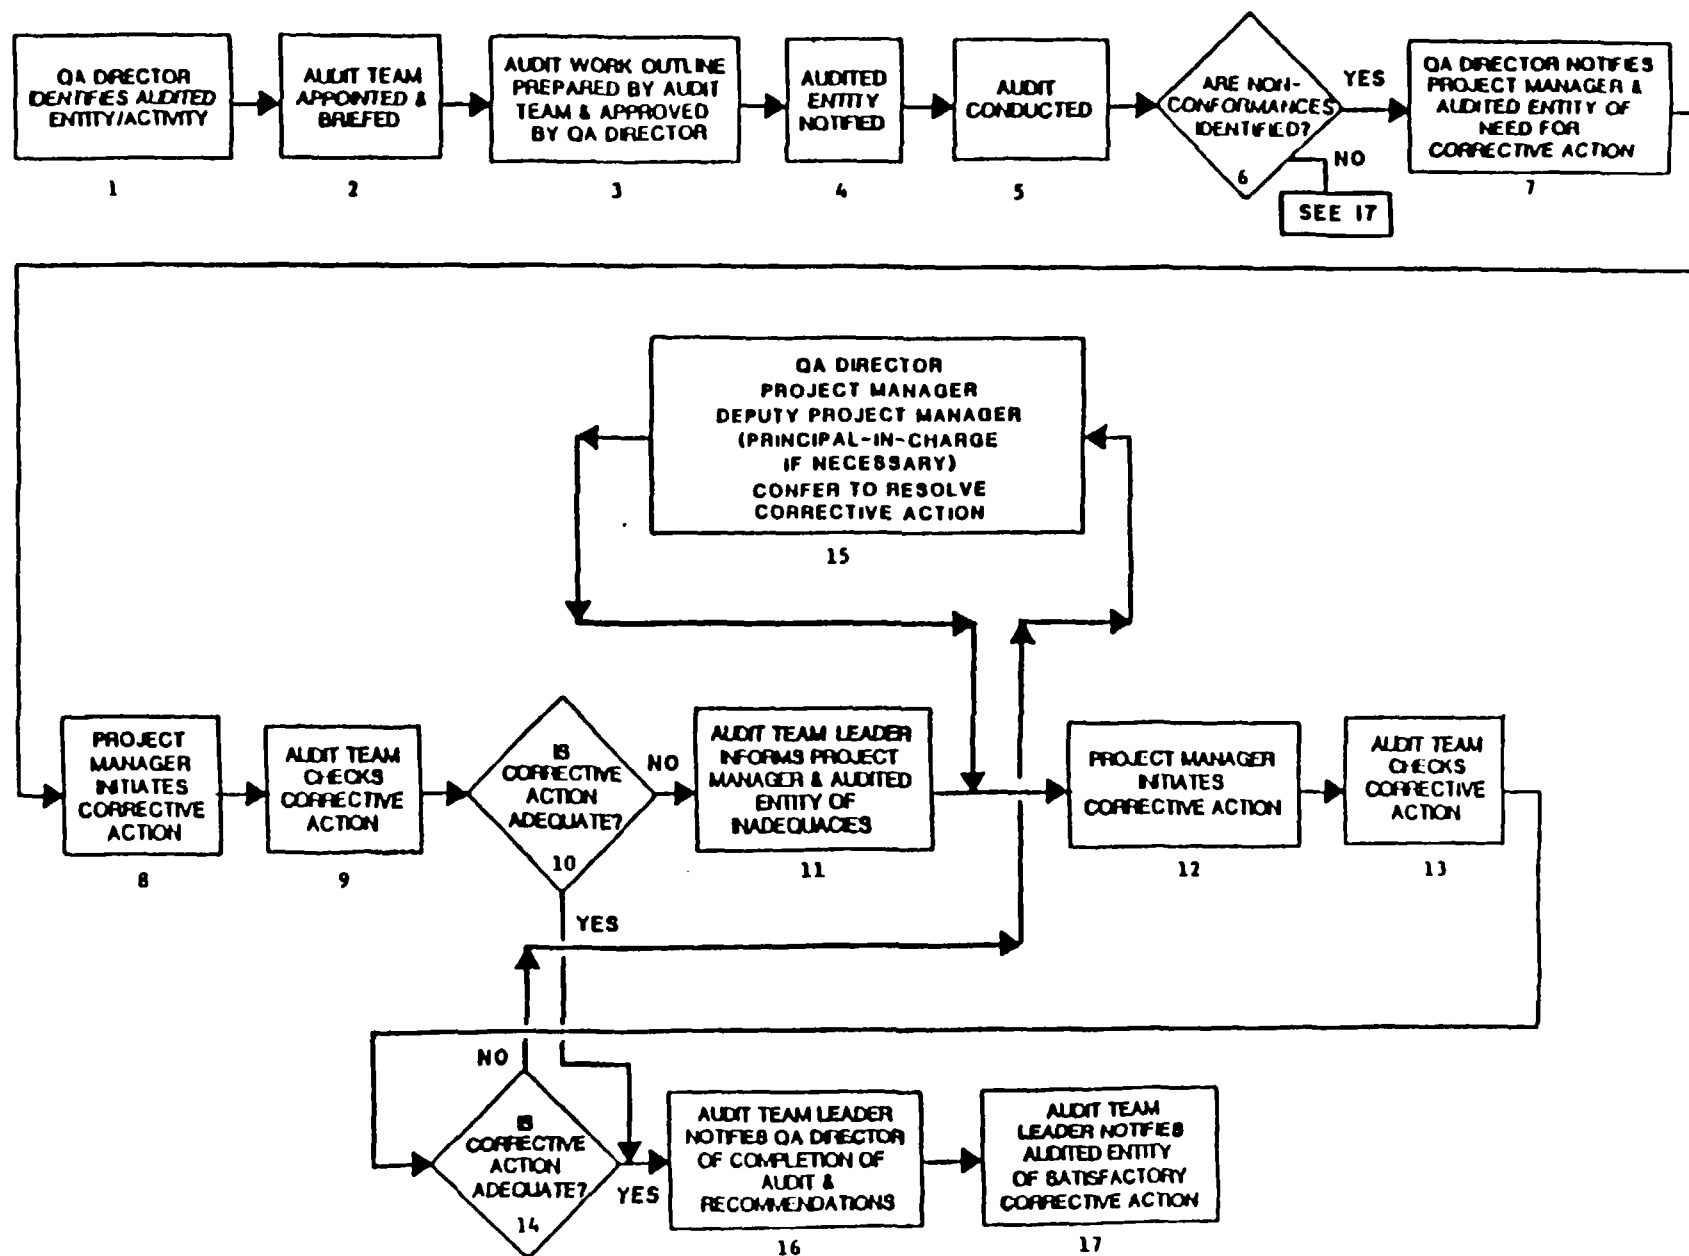 QA DIRECTOR
IDENTIFIES AUDITED
ENTITY/ACTIVITY
1
AUDIT TEAM
APPOINTED &
BRIEFED
2
AUDIT WORK OUTLINE
PREPARED BY AUDIT
TEAM & APPROVED
BY QA DIRECTOR
3
AUDITED
ENTITY
NOTIFIED
4
AUDIT
CONDUCTED
5
ARE NON-
CONFORMANCES
IDENTIFIED?
6
YES
NO
SEE 17
QA DIRECTOR NOTIFIES
PROJECT MANAGER &
AUDITED ENTITY OF
NEED FOR
CORRECTIVE ACTION
7
QA DIRECTOR
PROJECT MANAGER
DEPUTY PROJECT MANAGER
(PRINCIPAL-IN-CHARGE
IF NECESSARY)
CONFER TO RESOLVE
CORRECTIVE ACTION
15
PROJECT
MANAGER
INITIATES
CORRECTIVE
ACTION
8
AUDIT TEAM
CHECKS
CORRECTIVE
ACTION
9
IS
CORRECTIVE
ACTION
ADEQUATE?
10
NO
YES
AUDIT TEAM LEADER
INFORMS PROJECT
MANAGER & AUDITED
ENTITY OF
INADEQUACIES
11
PROJECT MANAGER
INITIATES
CORRECTIVE ACTION
12
AUDIT TEAM
CHECKS
CORRECTIVE
ACTION
13
NO
IS
CORRECTIVE
ACTION
ADEQUATE?
14
YES
AUDIT TEAM LEADER
NOTIFIES QA DIRECTOR
OF COMPLETION OF
AUDIT &
RECOMMENDATIONS
16
AUDIT TEAM
LEADER NOTIFIES
AUDITED ENTITY
OF SATISFACTORY
CORRECTIVE ACTION
17